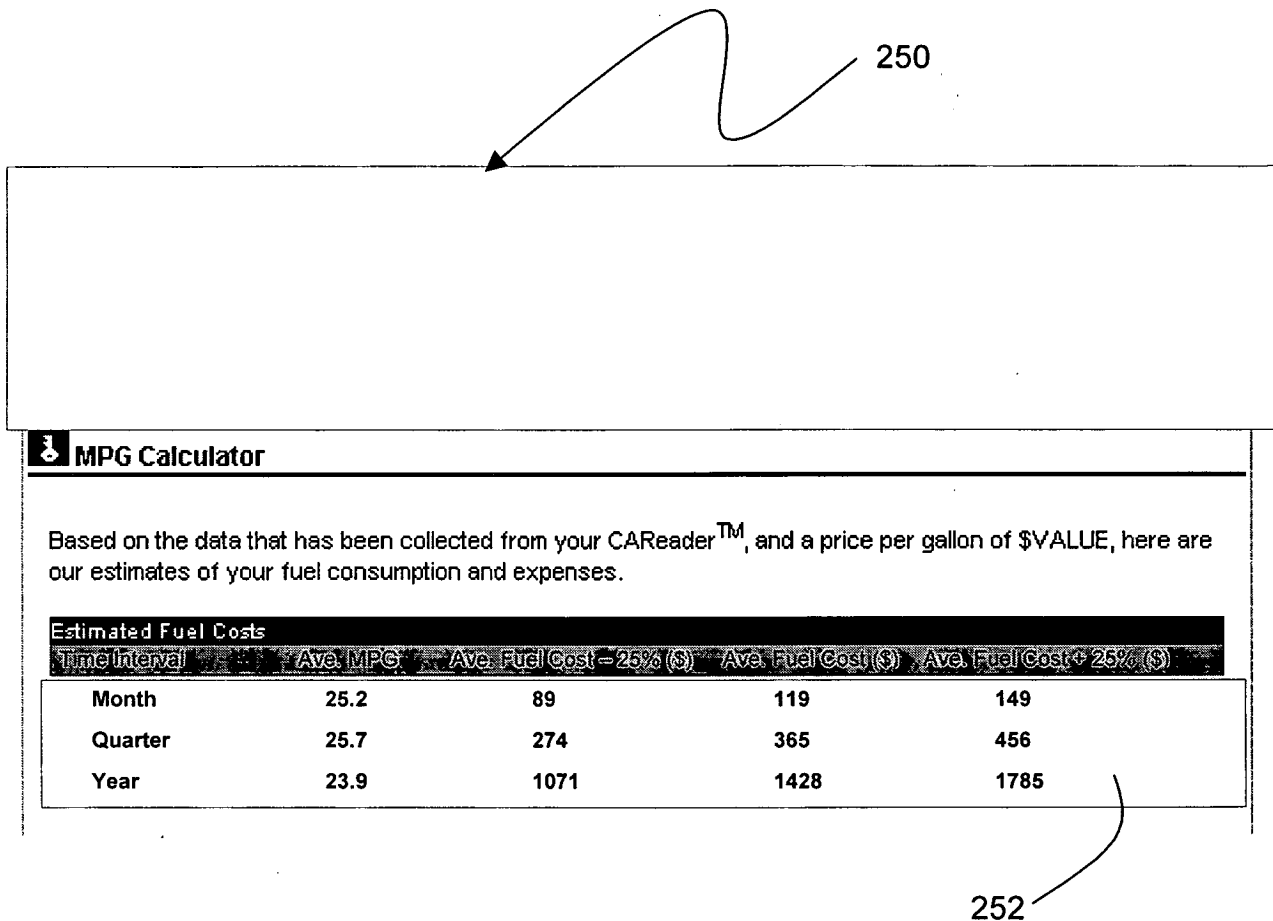 250
MPG Calculator
Based on the data that has been collected from your CAReader™, and a price per gallon of $VALUE, here are
our estimates of your fuel consumption and expenses.
Estimated Fuel Costs
Time Interval Ave. MPG Ave. Fuel Cost - 25% ($) Ave. Fuel Cost ($) Ave. Fuel Cost + 25% ($)
Month 25.2 89 119 149
Quarter 25.7 274 365 456
Year 23.9 1071 1428 1785
252